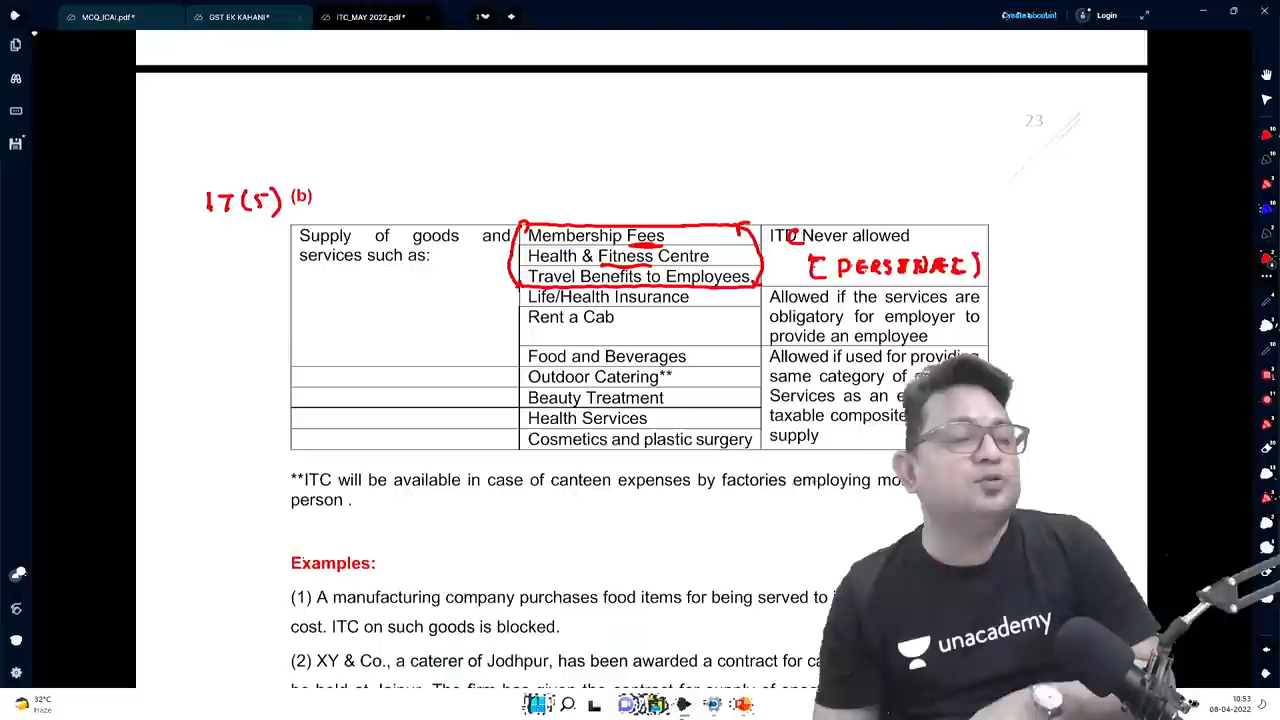 MCQ_ICAI.pdf*
GST EK KAHANI*
ITC_MAY 2022.pdf*
3
Create account
Login
23
17(5) (b)
Supply of goods and
services such as:
Membership Fees
Health & Fitness Centre
Travel Benefits to Employees
Life/Health Insurance
Rent a Cab
Food and Beverages
Outdoor Catering**
Beauty Treatment
Health Services
Cosmetics and plastic surgery
ITC Never allowed
[PERSONAL]
Allowed if the services are
obligatory for employer to
provide an employee
Allowed if used for providing
same category of
Services as an
taxable composite
supply
**ITC will be available in case of canteen expenses by factories employing
person .
Examples:
(1) A manufacturing company purchases food items for being served to
cost. ITC on such goods is blocked.
(2) XY & Co., a caterer of Jodhpur, has been awarded a contract for
unacademy
32°C
Haze
10:53
08-04-2022